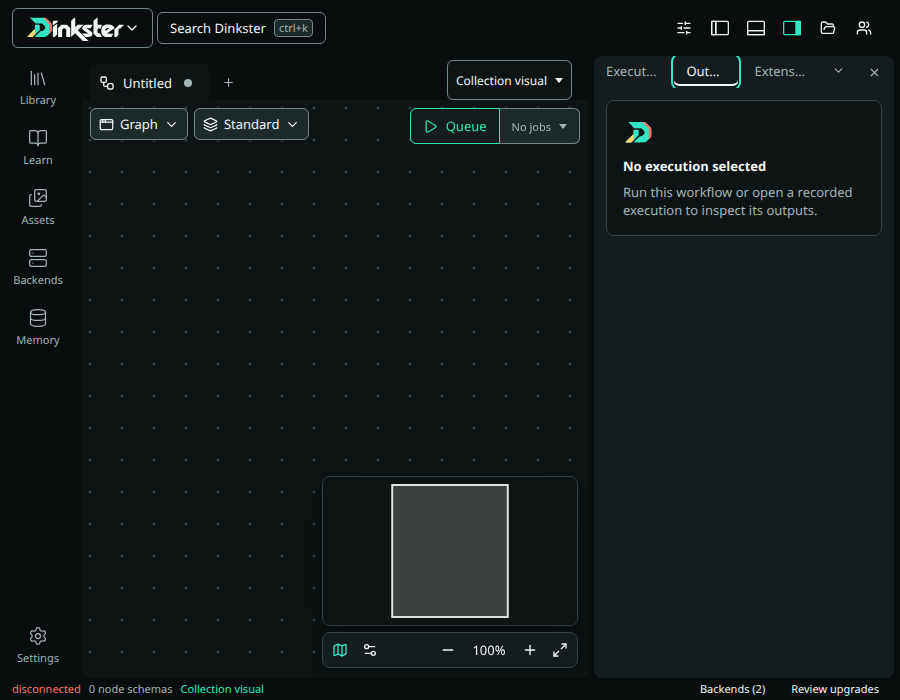 Dinkster
Search Dinkster ctrl+k
Library
Learn
Assets
Backends
Memory
Settings
Untitled
Collection visual
Graph
Standard
Queue
No jobs
100%
Execut...
Out...
Extens...
No execution selected
Run this workflow or open a recorded
execution to inspect its outputs.
disconnected 0 node schemas Collection visual
Backends (2) Review upgrades